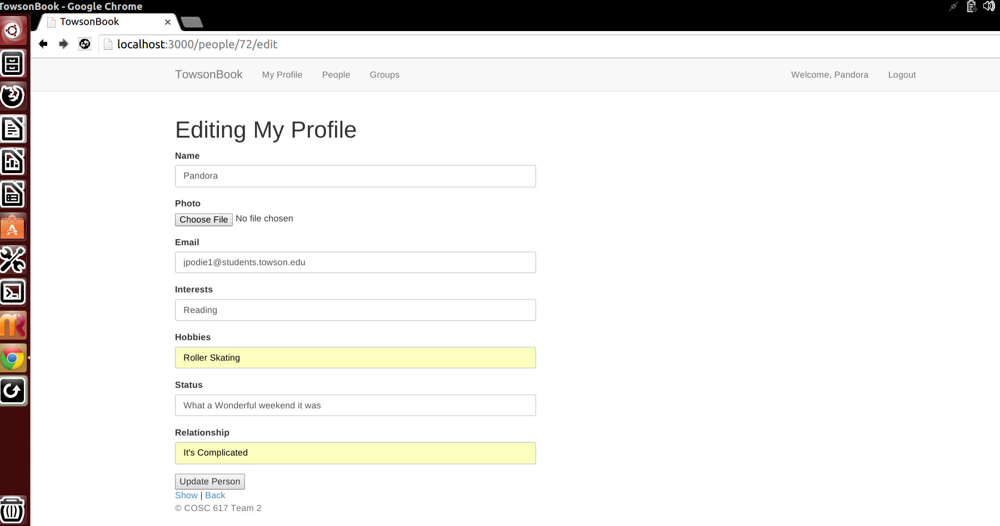 TowsonBook - Google Chrome
TowsonBook
localhost:3000/people/72/edit
TowsonBook My Profile People Groups Welcome, Pandora Logout
Editing My Profile
Name
Pandora
Photo
Choose File No file chosen
Email
jpodie1@students.towson.edu
Interests
Reading
Hobbies
Roller Skating
Status
What a Wonderful weekend it was
Relationship
It's Complicated
Update Person
Show | Back
© COSC 617 Team 2